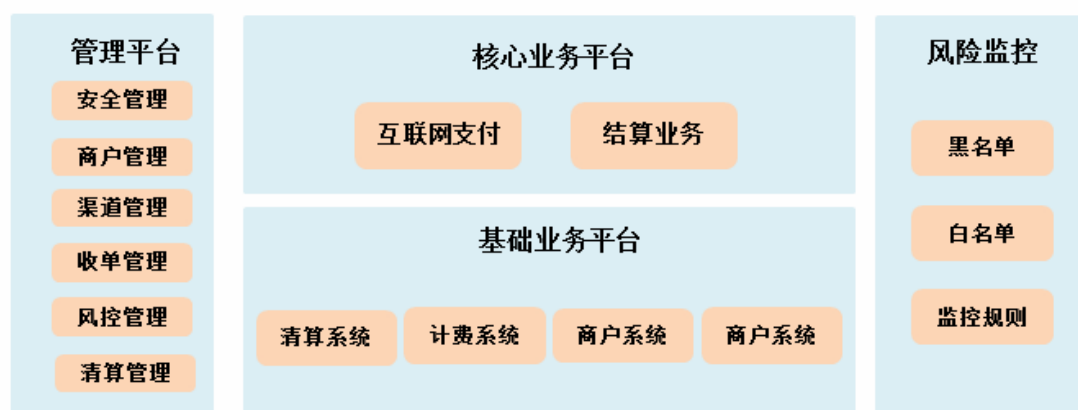 管理平台
安全管理
商户管理
渠道管理
收单管理
风控管理
清算管理
核心业务平台
互联网支付
结算业务
基础业务平台
清算系统
计费系统
商户系统
商户系统
风险监控
黑名单
白名单
监控规则